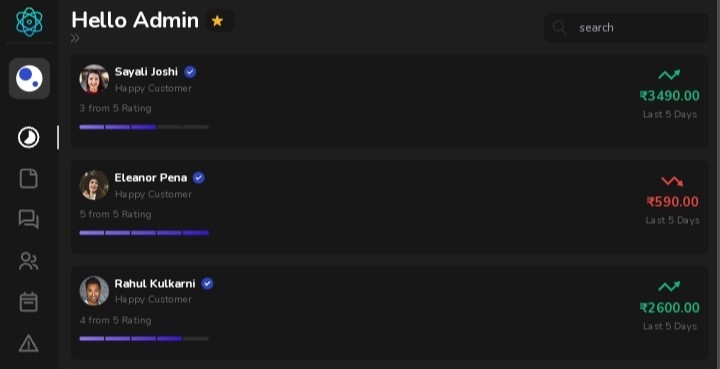 Hello Admin
search
Sayali Joshi
Happy Customer
3 from 5 Rating
₹3490.00
Last 5 Days
Eleanor Pena
Happy Customer
5 from 5 Rating
₹590.00
Last 5 Days
Rahul Kulkarni
Happy Customer
4 from 5 Rating
₹2600.00
Last 5 Days